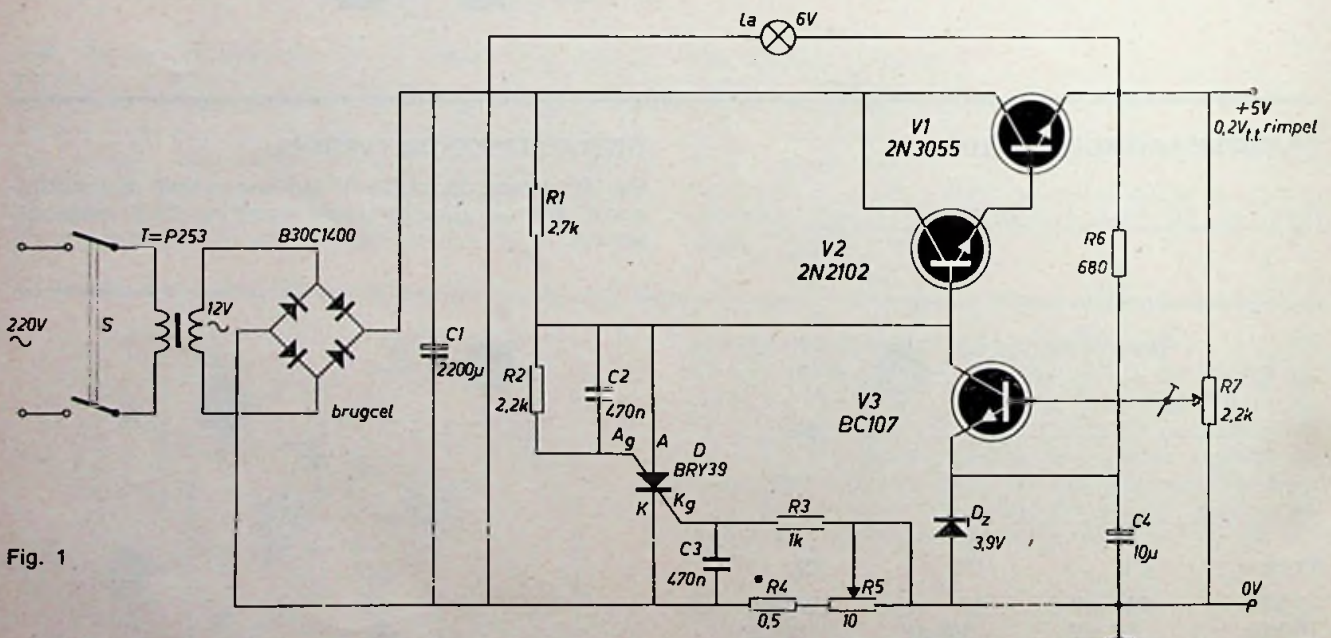 La
6V
V1
2N3055
+5V
0,2V t.t. rimpel
R1
2,7k
V2
2N2102
R6
680
T=P253
B30C1400
220V
~
S
12V
~
brugcel
C1
2200µ
R2
2,2k
C2
470n
V3
BC107
R7
2,2k
Ag
A
D
BRY39
K
Kg
R3
1k
Dz
3,9V
C4
10µ
C3
470n
R4
0,5
R5
10
0V
Fig. 1